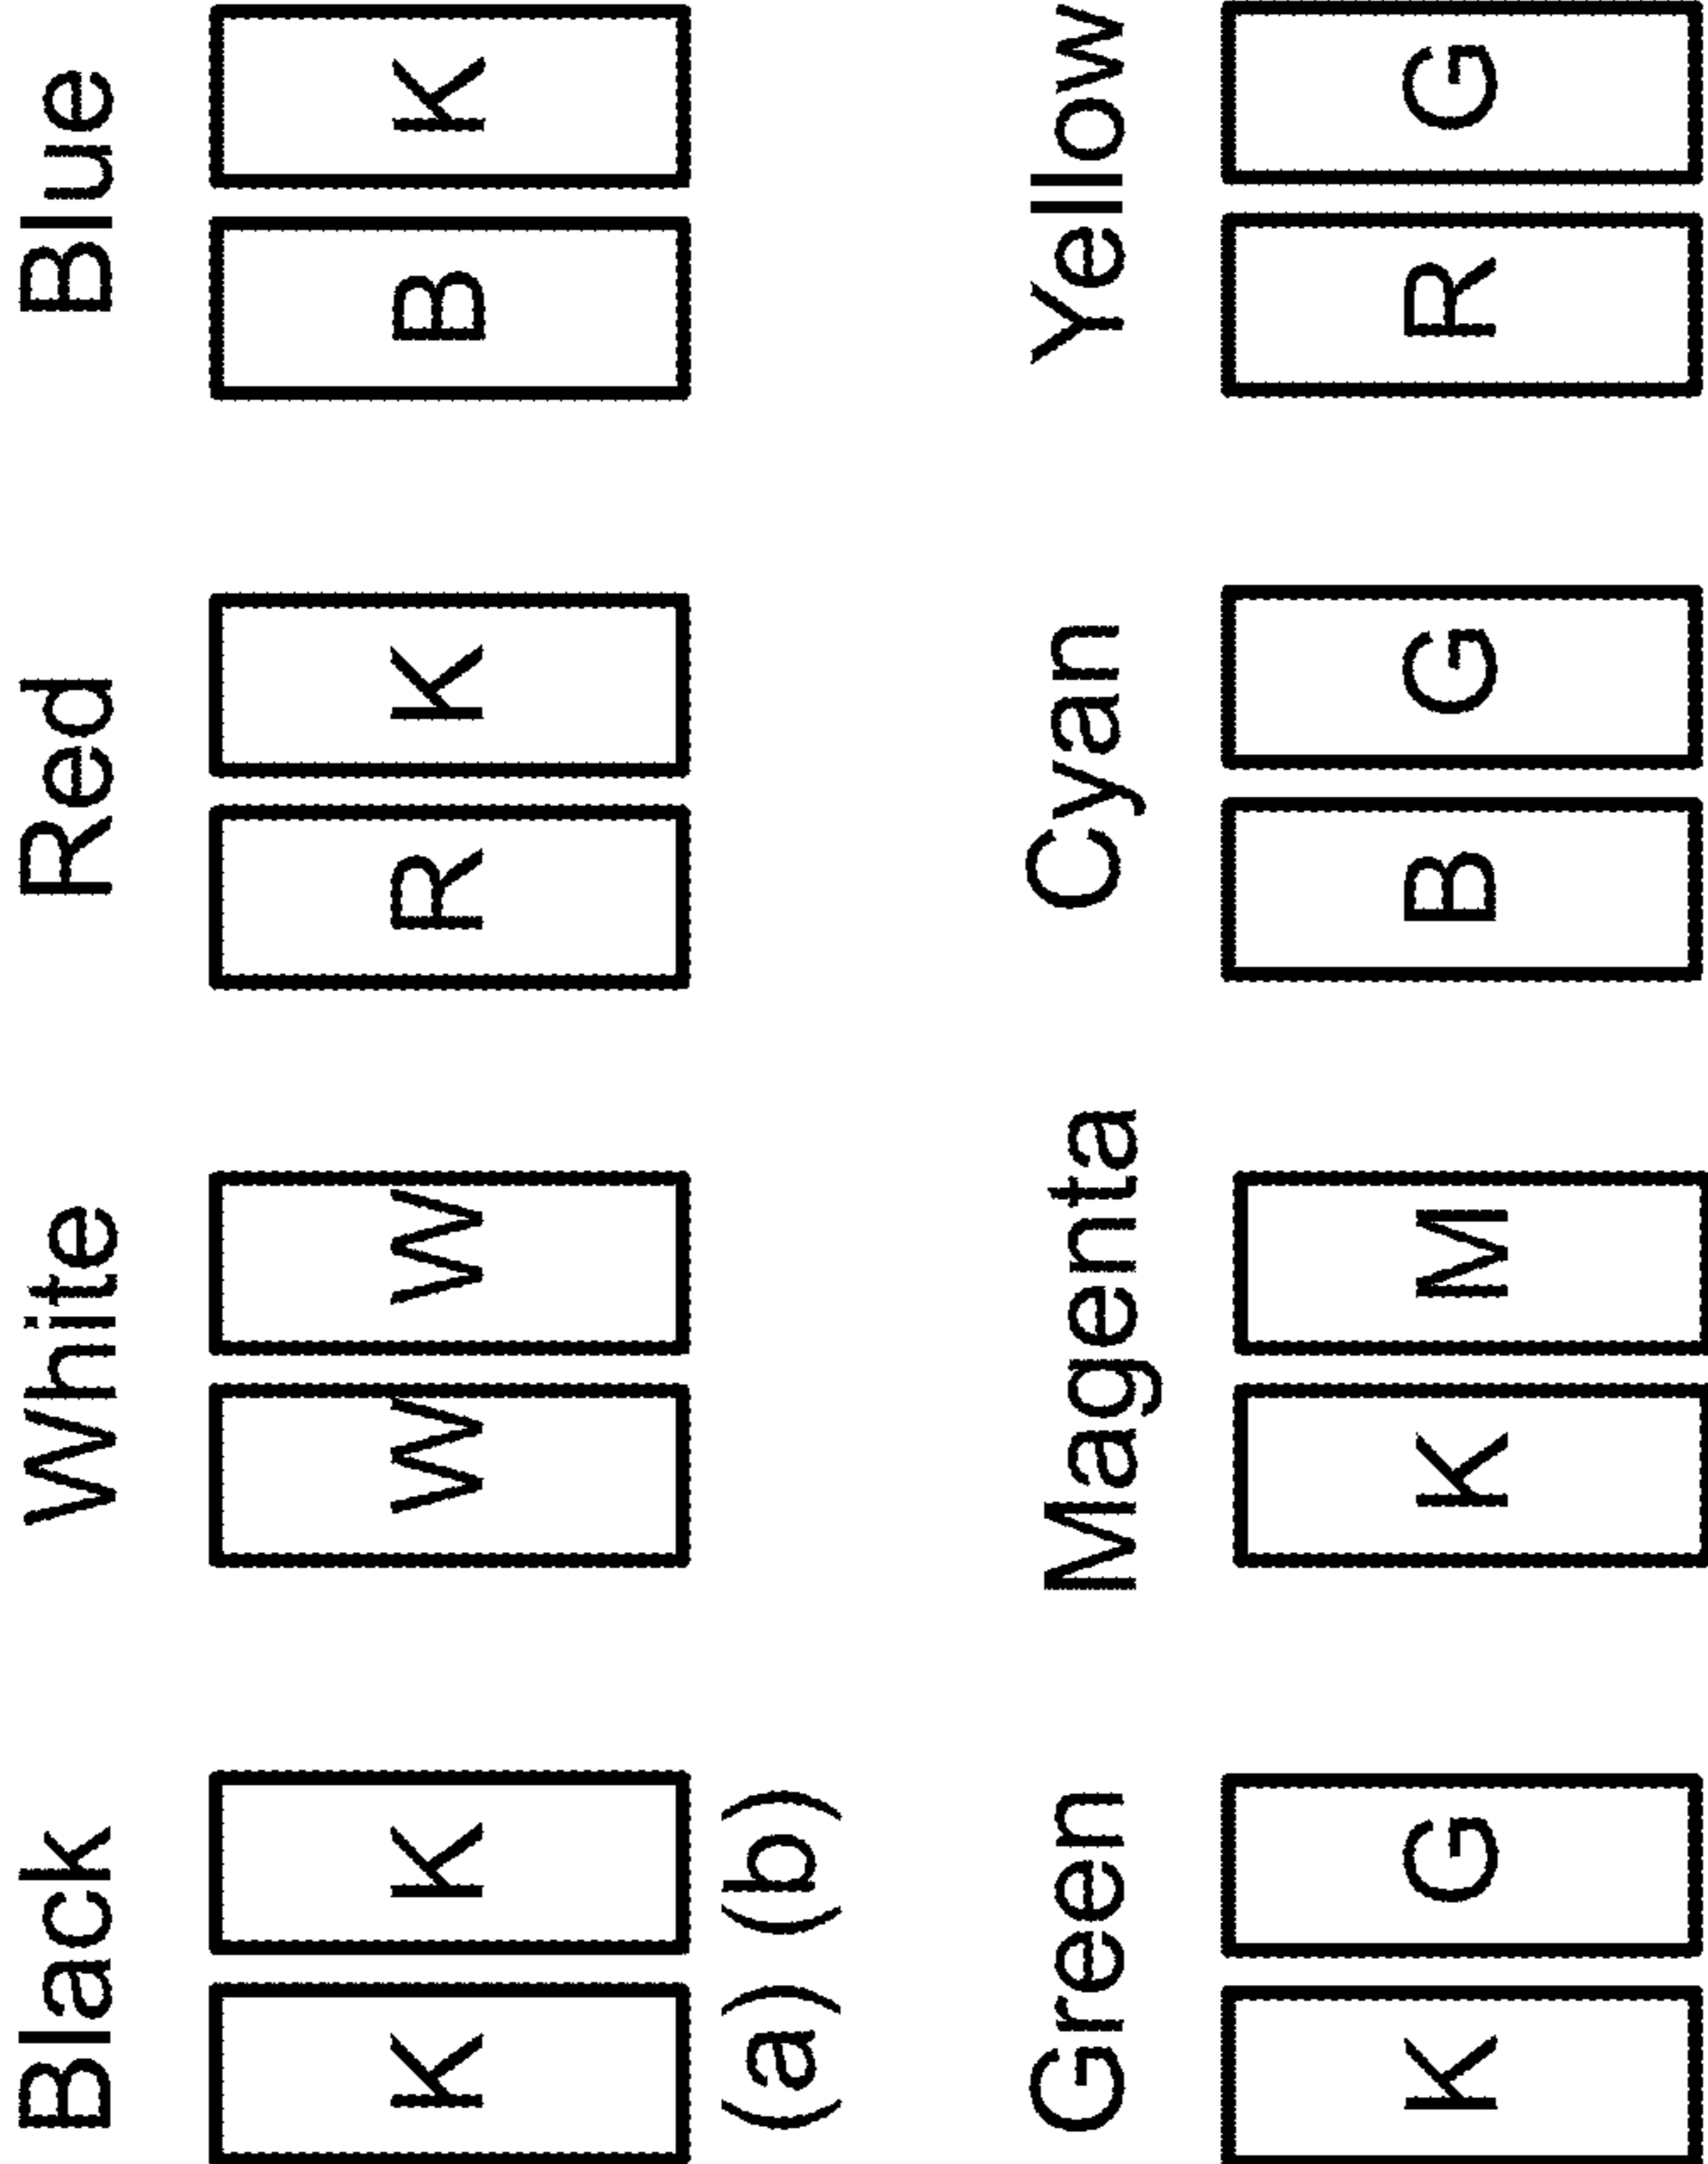 Black White Red Blue
K K W W R K B K
(a) (b)
Green Magenta Cyan Yellow
K G K M B G R G